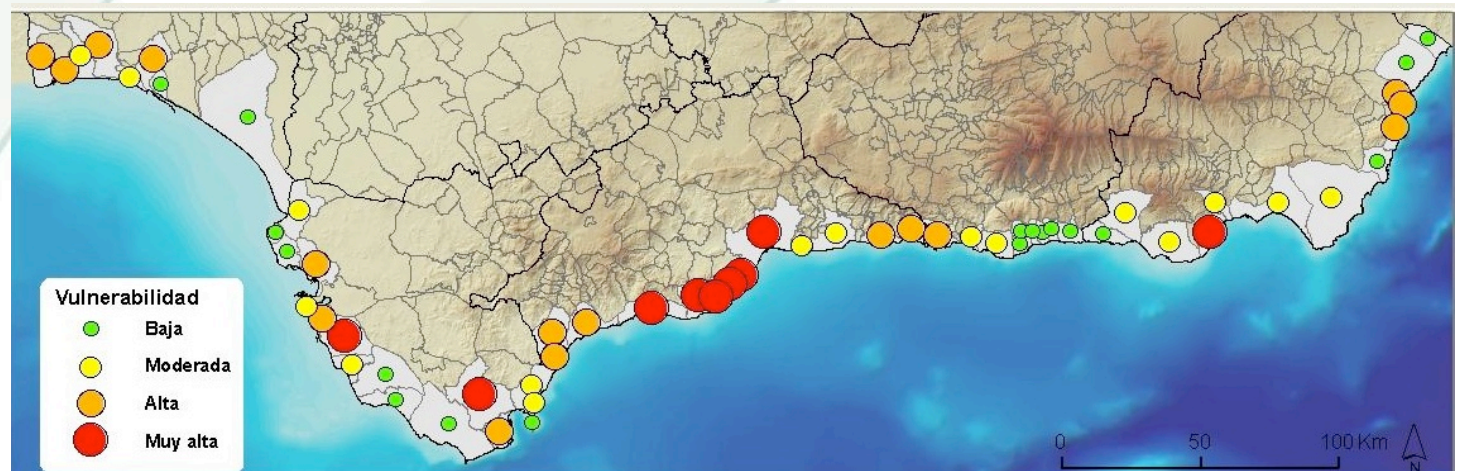 Vulnerabilidad
Baja
Moderada
Alta
Muy alta
0 50 100 Km
N